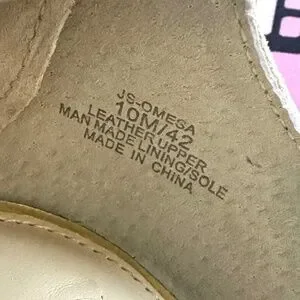 JS-OMEGA
10M/42
LEATHER UPPER
MAN MADE LINING/SOLE
MADE IN CHINA